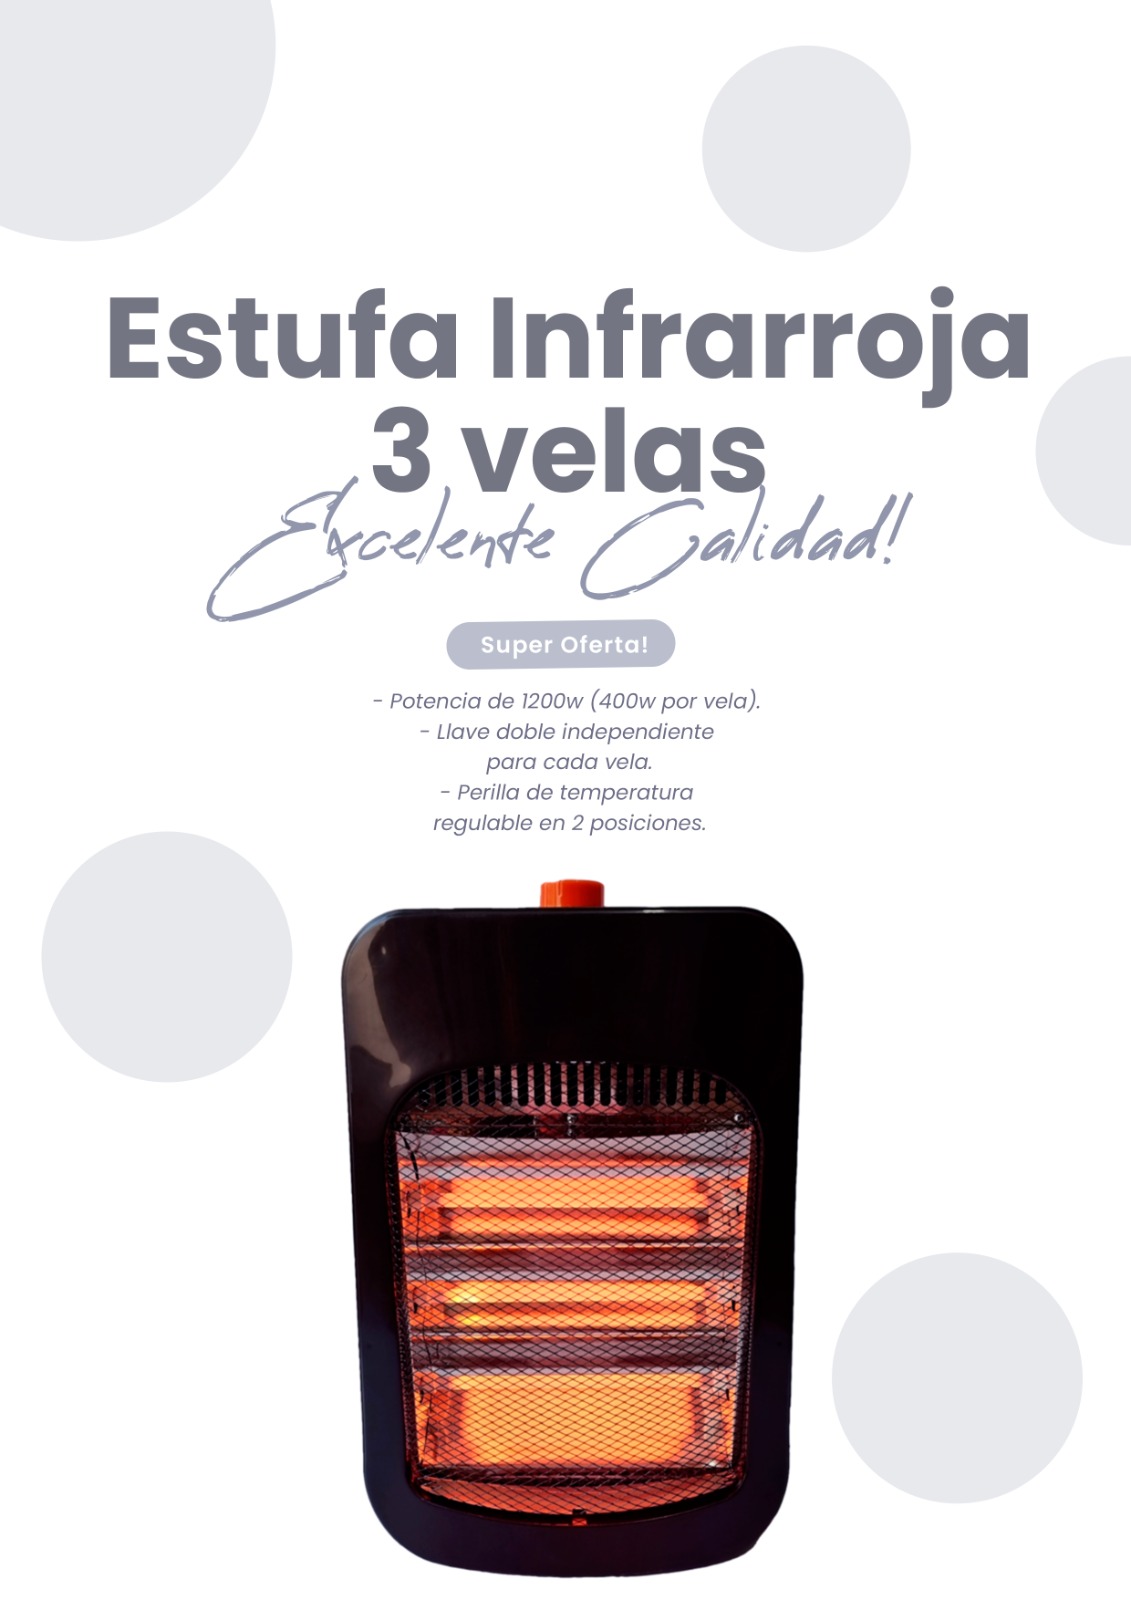 Estufa Infrarroja
3 velas
Excelente Calidad!
Super Oferta!
- Potencia de 1200w (400w por vela).
- Llave doble independiente
para cada vela.
- Perilla de temperatura
regulable en 2 posiciones.